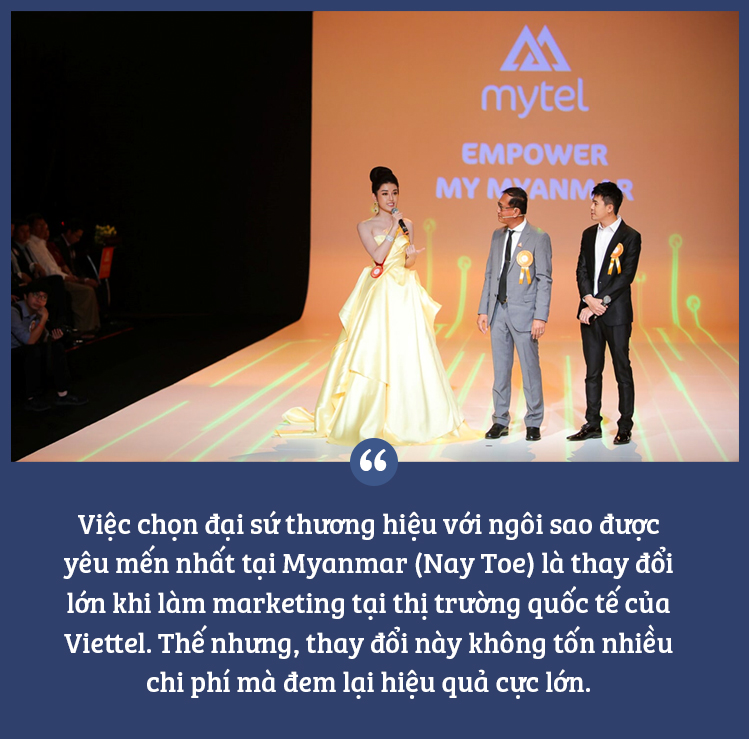 mytel
EMPOWER
MY MYANMAR
Việc chọn đại sứ thương hiệu với ngôi sao được
yêu mến nhất tại Myanmar (Nay Toe) là thay đổi
lớn khi làm marketing tại thị trường quốc tế của
Viettel. Thế nhưng, thay đổi này không tốn nhiều
chi phí mà đem lại hiệu quả cực lớn.